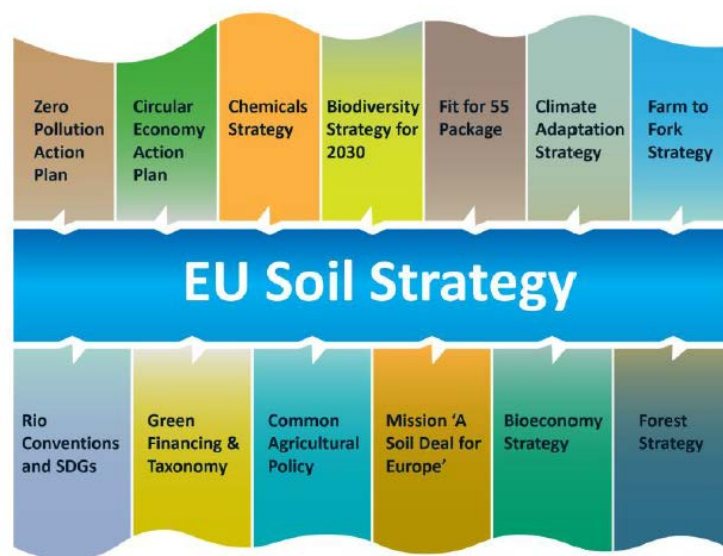 Zero
Pollution
Action
Plan
Circular
Economy
Action
Plan
Chemicals
Strategy
Biodiversity
Strategy for
2030
Fit for 55
Package
Climate
Adaptation
Strategy
Farm to
Fork
Strategy
EU Soil Strategy
Rio
Conventions
and SDGs
Green
Financing &
Taxonomy
Common
Agricultural
Policy
Mission ‘A
Soil Deal for
Europe’
Bioeconomy
Strategy
Forest
Strategy